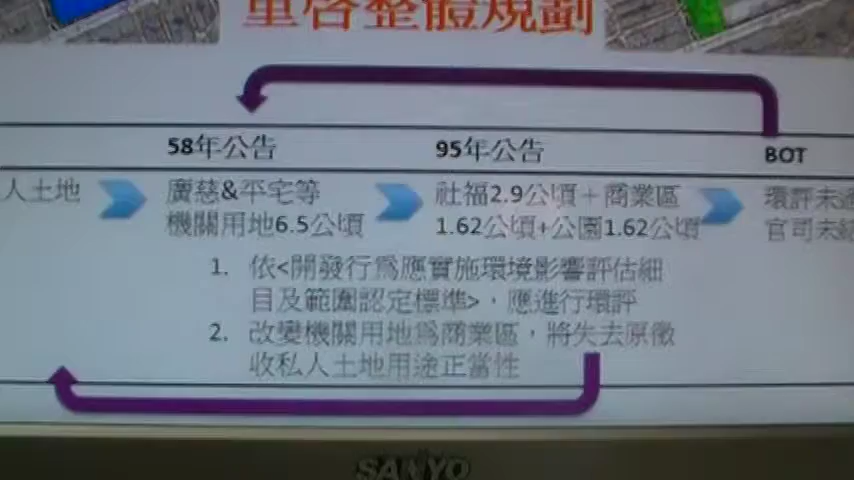 重啓整體規劃
58年公告
95年公告
BOT
人土地
廣慈&平宅等
機關用地6.5公頃
社福2.9公頃+商業區
1.62公頃+公園1.62公頃
環評未
官司未
1. 依<開發行為應實施環境影響評估細
目及範圍認定標準>，應進行環評
2. 改變機關用地為商業區，將失去原徵
收私人土地用途正當性
SANYO